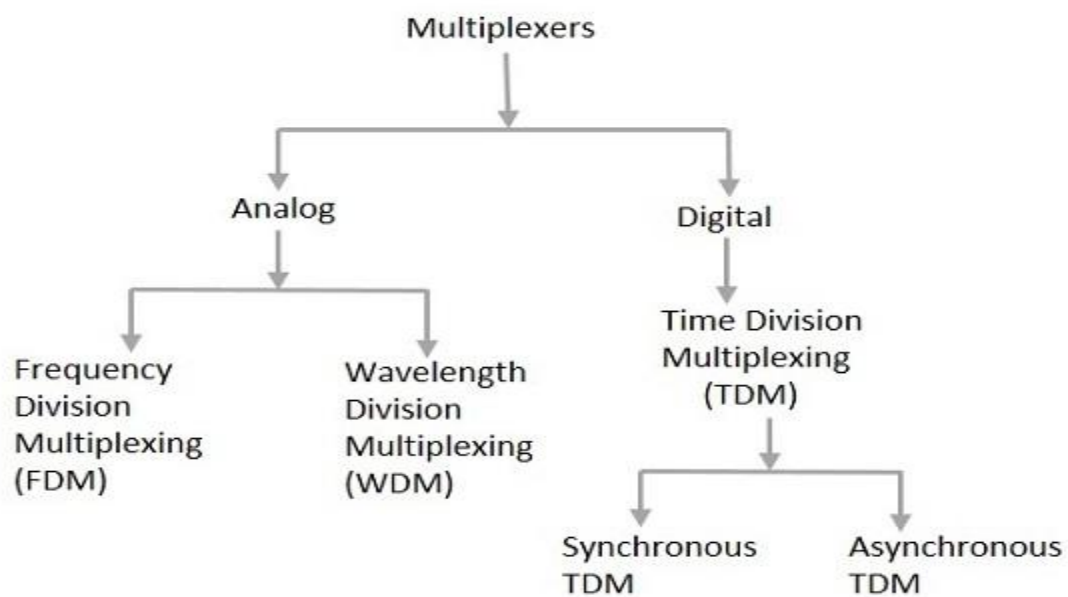 Multiplexers
Analog
Digital
Frequency
Division
Multiplexing
(FDM)
Wavelength
Division
Multiplexing
(WDM)
Time Division
Multiplexing
(TDM)
Synchronous
TDM
Asynchronous
TDM